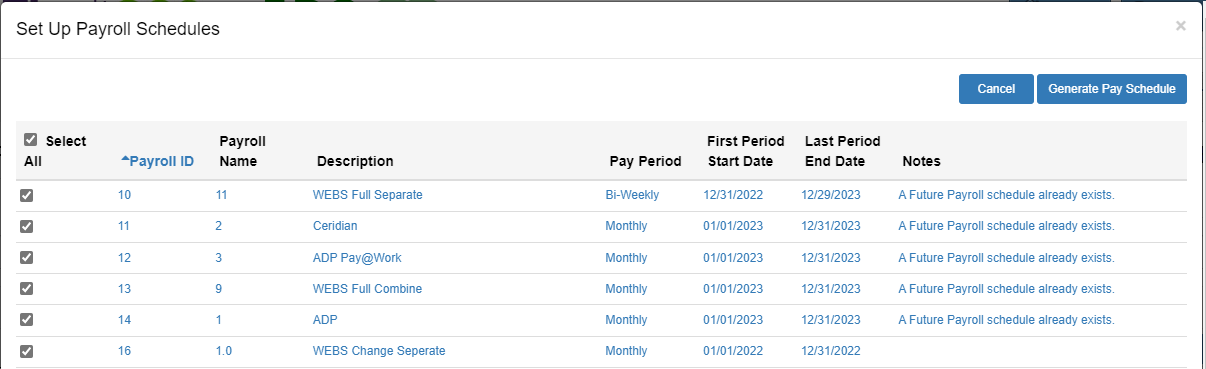 Set Up Payroll Schedules ×
Cancel Generate Pay Schedule
Select All Payroll ID Payroll Name Description Pay Period First Period Start Date Last Period End Date Notes
10 11 WEBS Full Separate Bi-Weekly 12/31/2022 12/29/2023 A Future Payroll schedule already exists.
11 2 Ceridian Monthly 01/01/2023 12/31/2023 A Future Payroll schedule already exists.
12 3 ADP Pay@Work Monthly 01/01/2023 12/31/2023 A Future Payroll schedule already exists.
13 9 WEBS Full Combine Monthly 01/01/2023 12/31/2023 A Future Payroll schedule already exists.
14 1 ADP Monthly 01/01/2023 12/31/2023 A Future Payroll schedule already exists.
16 1.0 WEBS Change Seperate Monthly 01/01/2022 12/31/2022